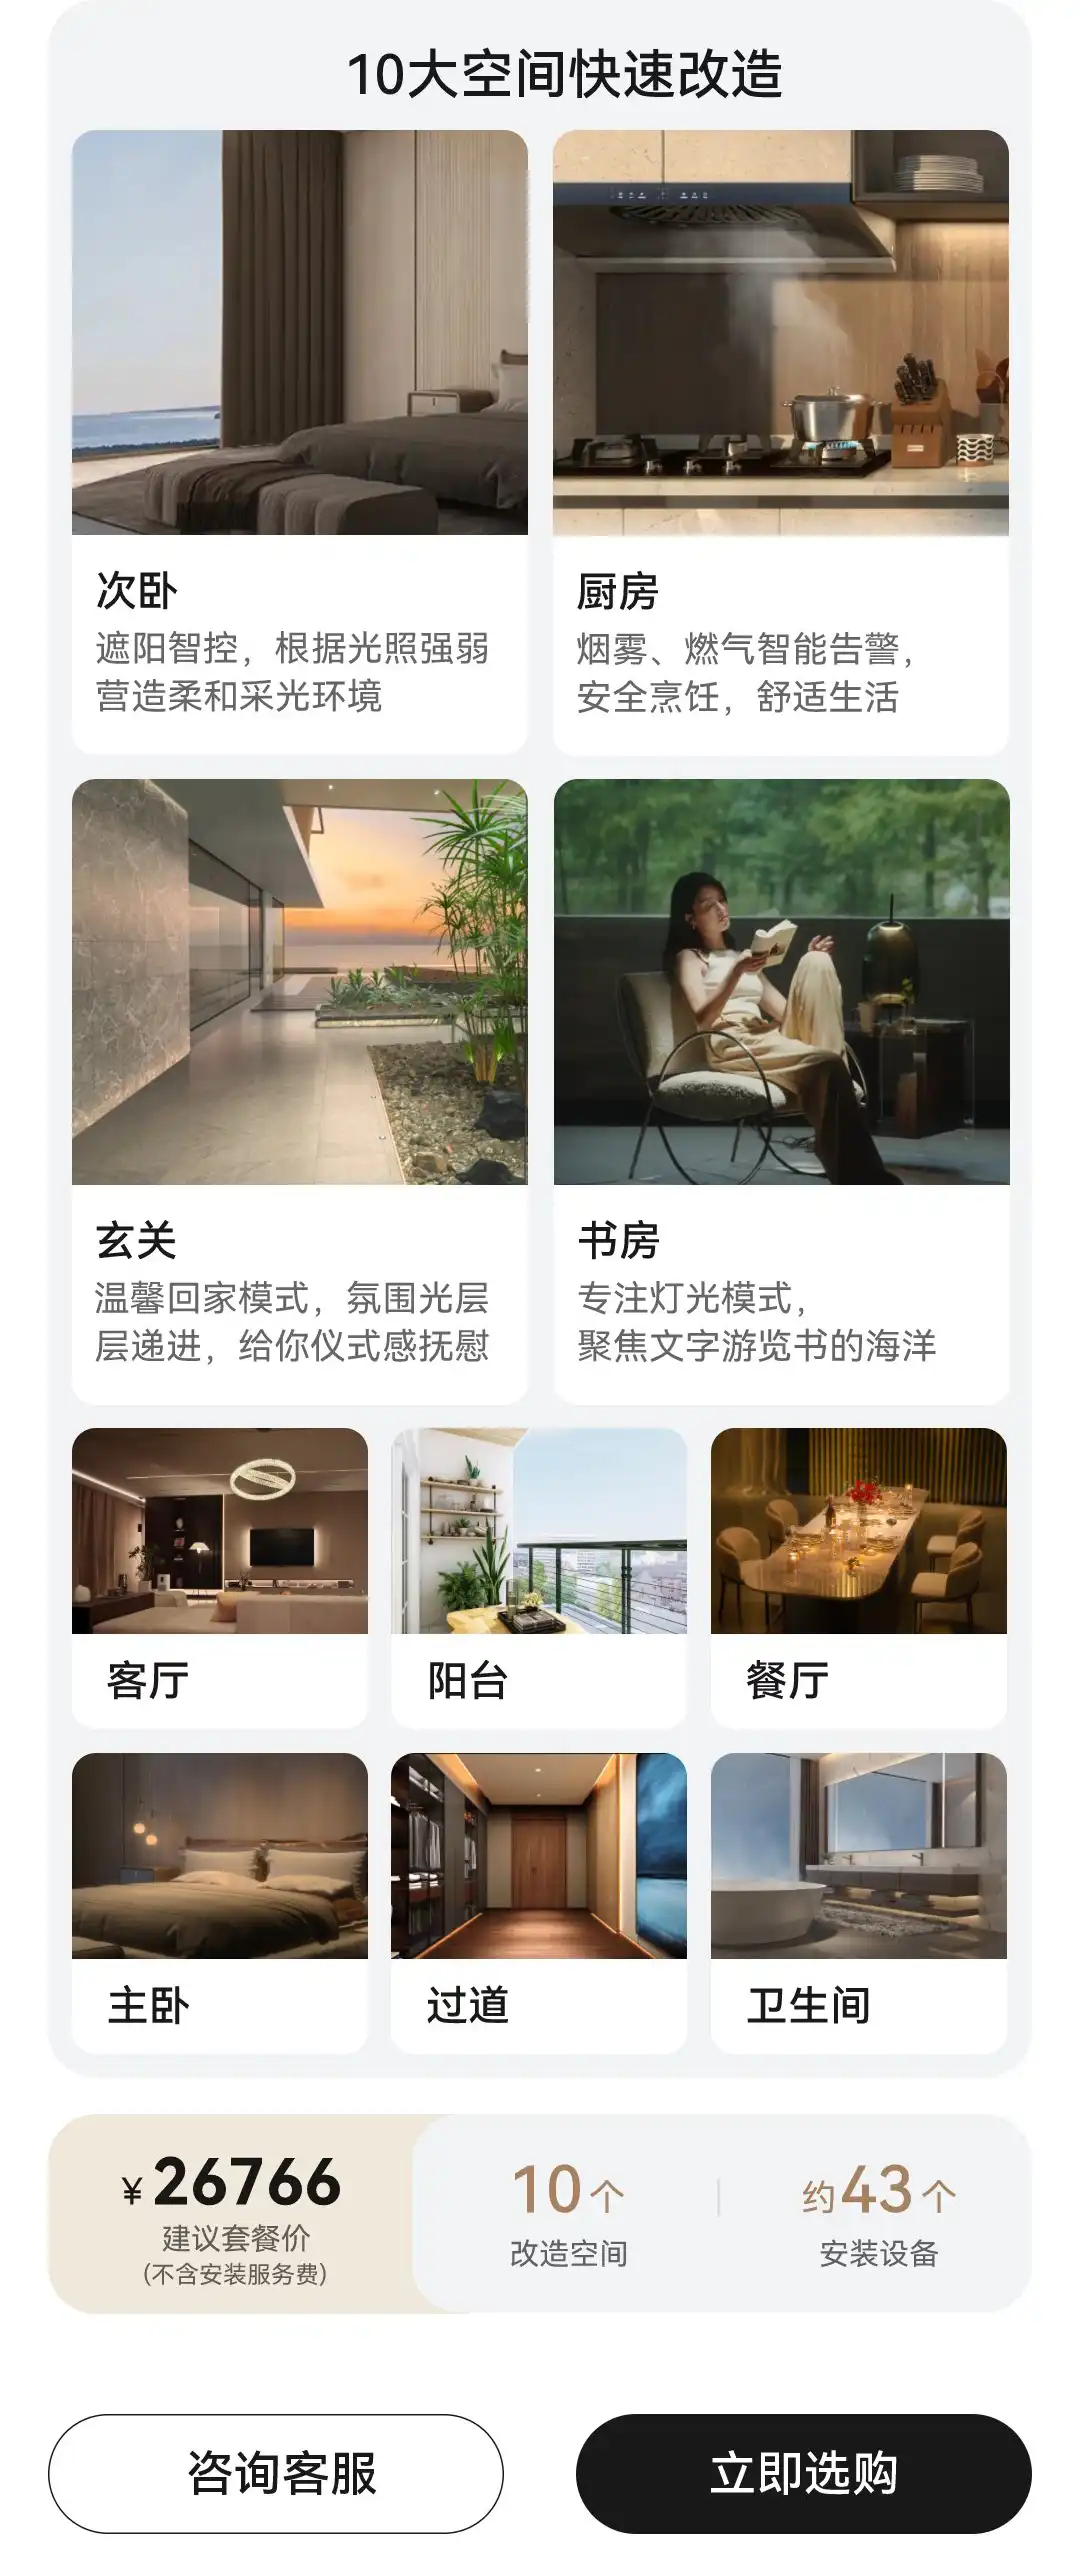 10大空间快速改造
次卧
遮阳智控，根据光照强弱
营造柔和采光环境
厨房
烟雾、燃气智能告警，
安全烹饪，舒适生活
玄关
温馨回家模式，氛围光层
层递进，给你仪式感抚慰
书房
专注灯光模式，
聚焦文字游览书的海洋
客厅
阳台
餐厅
主卧
过道
卫生间
¥26766
建议套餐价
(不含安装服务费)
10个
改造空间
约43个
安装设备
咨询客服
立即选购